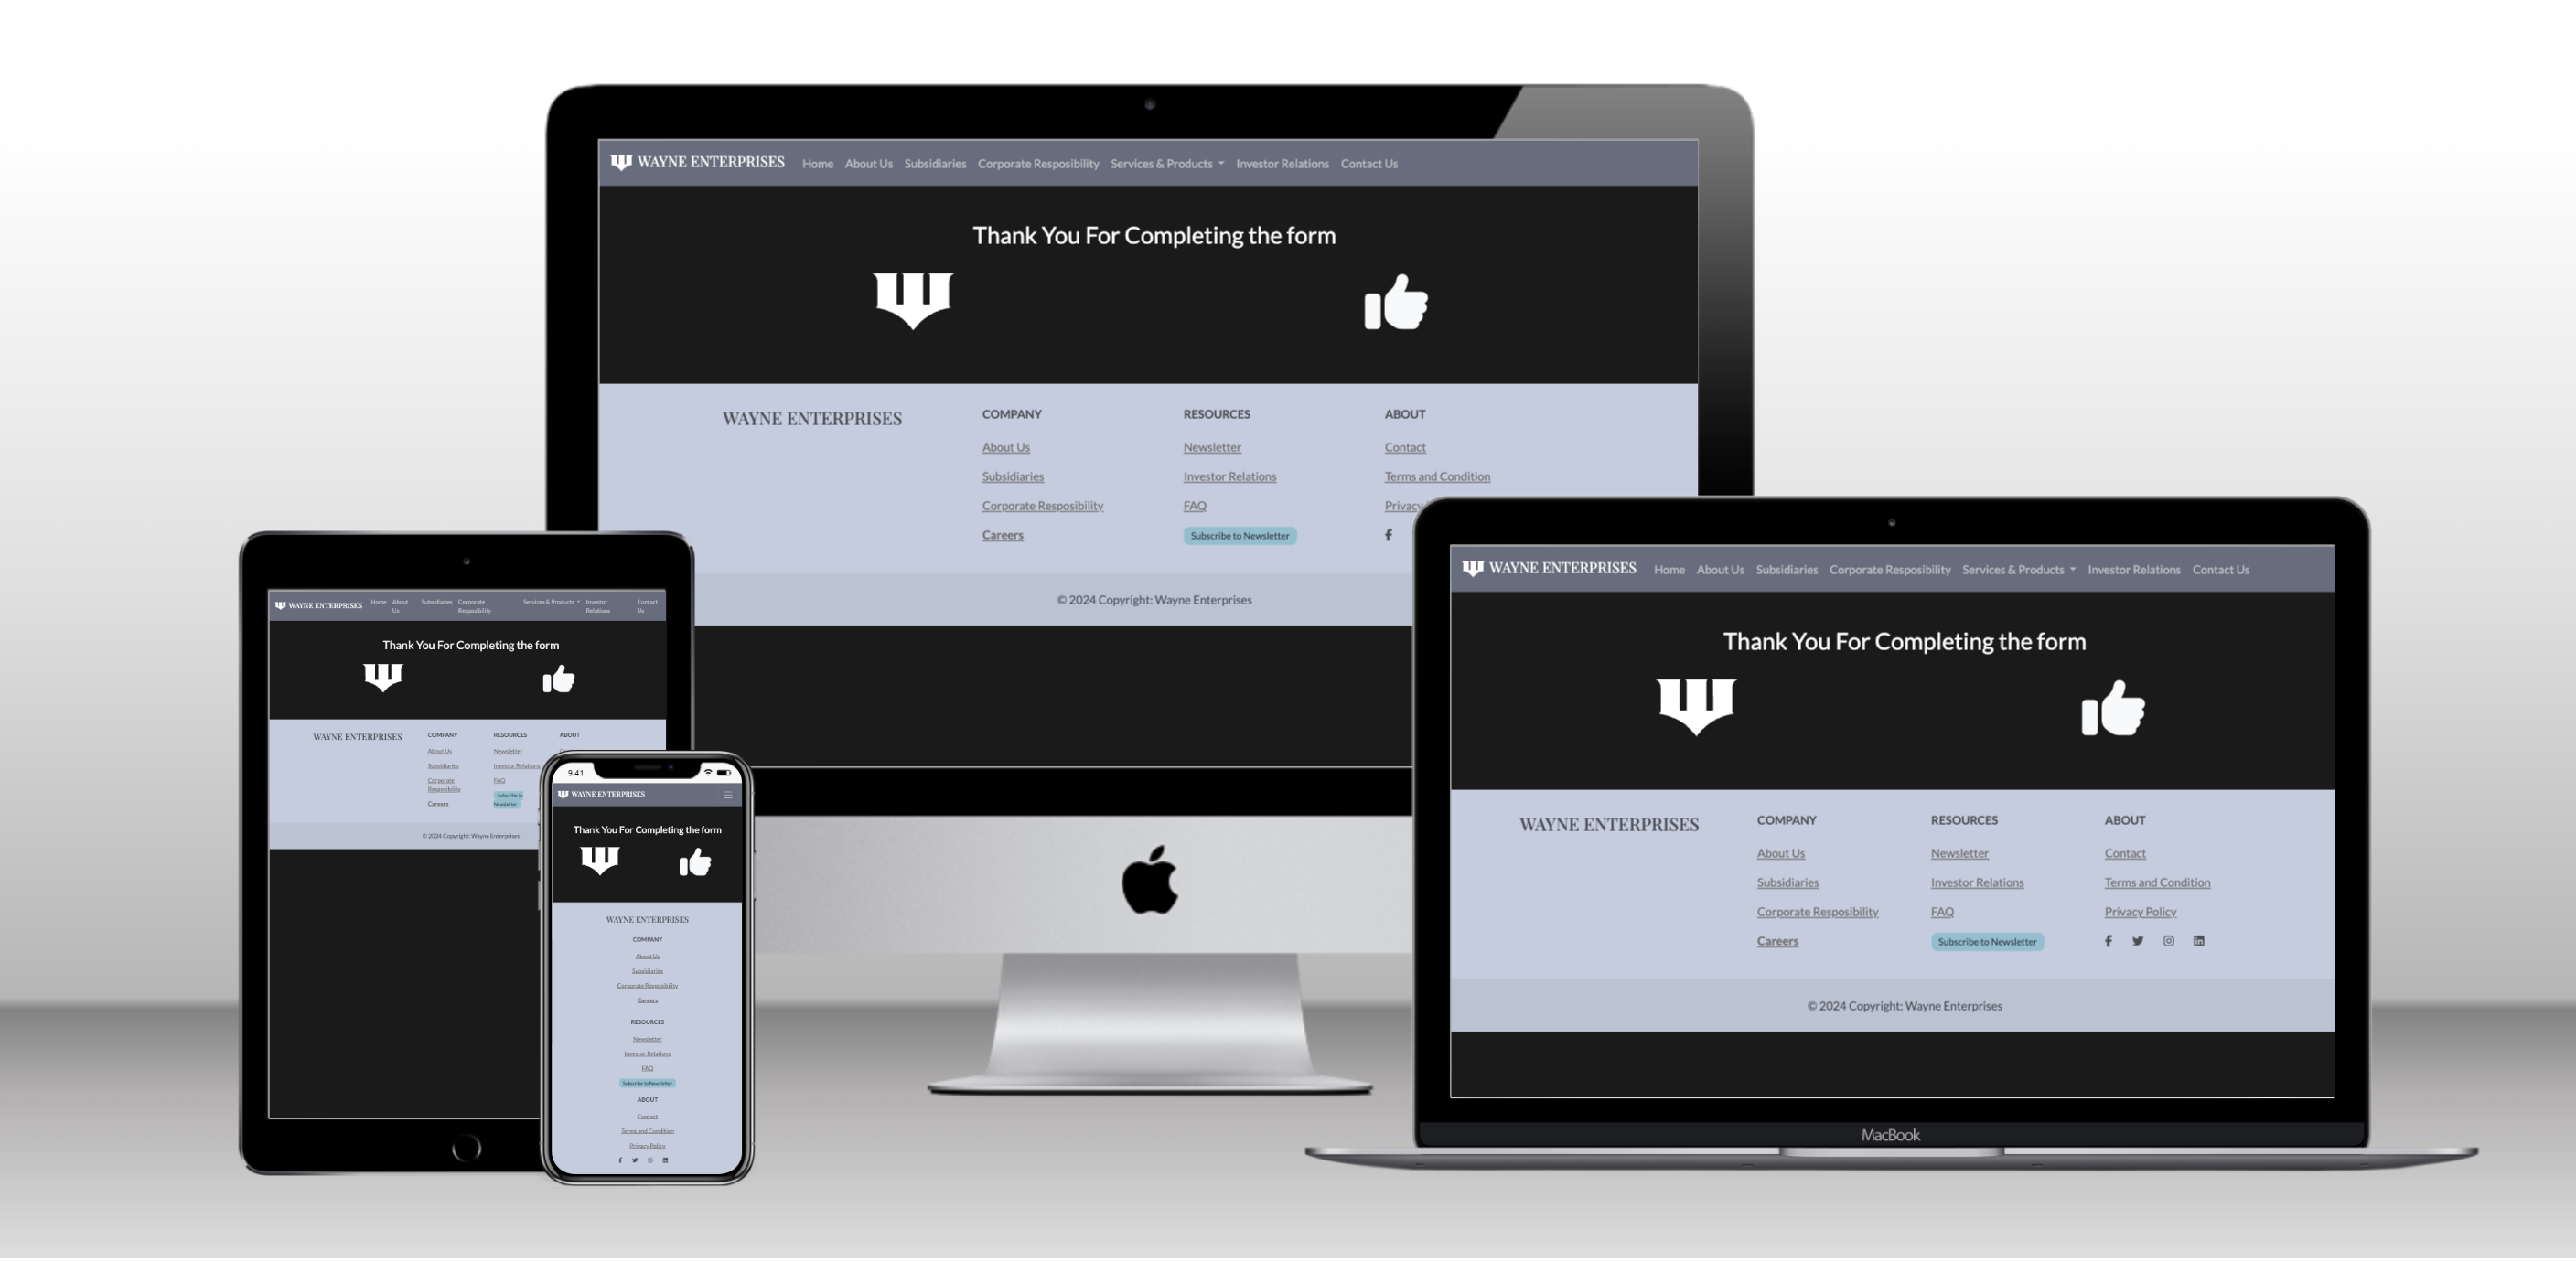 WAYNE ENTERPRISES Home About Us Subsidiaries Corporate Resposibility Services & Products Investor Relations Contact Us
Thank You For Completing the form
WAYNE ENTERPRISES
COMPANY
About Us
Subsidiaries
Corporate Resposibility
Careers
RESOURCES
Newsletter
Investor Relations
FAQ
Subscribe to Newsletter
ABOUT
Contact
Terms and Condition
Privacy
© 2024 Copyright: Wayne Enterprises
WAYNE ENTERPRISES Home About Us Subsidiaries Corporate Resposibility Services & Products Investor Relations Contact Us
Thank You For Completing the form
WAYNE ENTERPRISES
COMPANY
About Us
Subsidiaries
Corporate Resposibility
Careers
RESOURCES
Newsletter
Investor Relations
FAQ
Subscribe to Newsletter
ABOUT
© 2024 Copyright: Wayne Enterprises
9.41
WAYNE ENTERPRISES
Thank You For Completing the form
WAYNE ENTERPRISES
COMPANY
About Us
Subsidiaries
Corporate Resposibility
Careers
RESOURCES
Newsletter
Investor Relations
FAQ
Subscribe to Newsletter
ABOUT
Contact
Terms and Condition
Privacy Policy
WAYNE ENTERPRISES Home About Us Subsidiaries Corporate Resposibility Services & Products Investor Relations Contact Us
Thank You For Completing the form
WAYNE ENTERPRISES
COMPANY
About Us
Subsidiaries
Corporate Resposibility
Careers
RESOURCES
Newsletter
Investor Relations
FAQ
Subscribe to Newsletter
ABOUT
Contact
Terms and Condition
Privacy Policy
© 2024 Copyright: Wayne Enterprises
MacBook